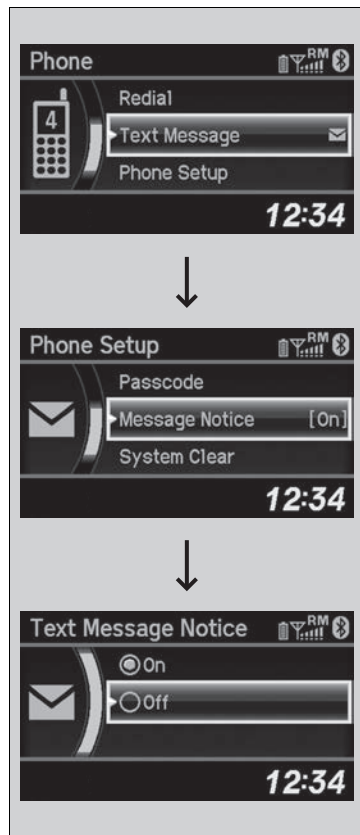 Phone RM
4
Redial
Text Message
Phone Setup
12:34
Phone Setup RM
Passcode
Message Notice [On]
System Clear
12:34
Text Message Notice RM
On
Off
12:34